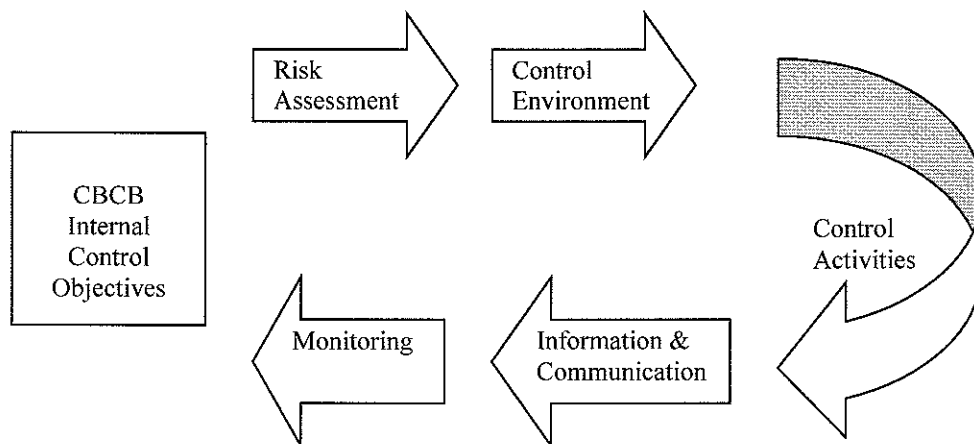 CBCB
Internal
Control
Objectives
Risk
Assessment
Control
Environment
Control
Activities
Information &
Communication
Monitoring